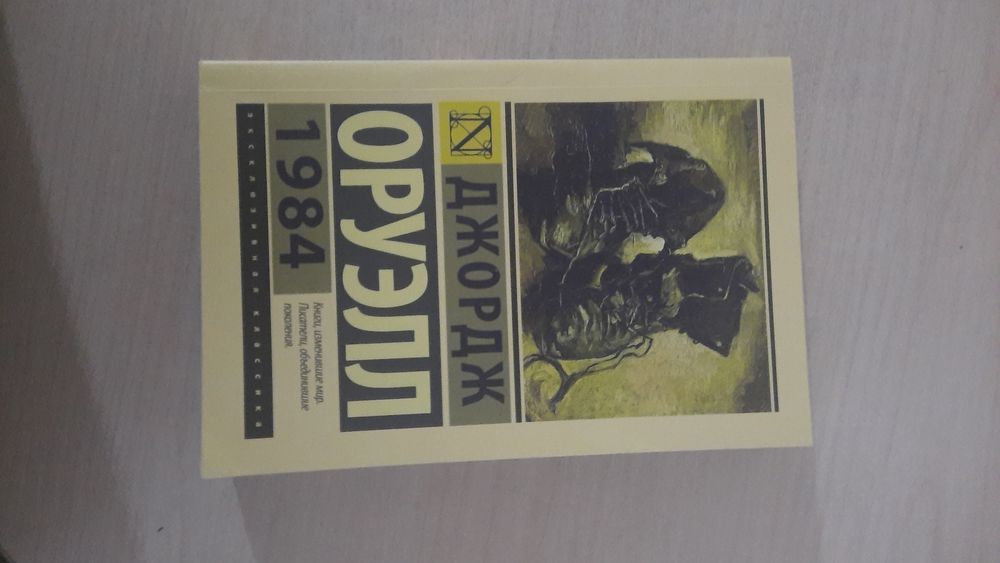 ДЖОРДЖ
ОРУЭЛЛ
1984
Книги, изменившие мир.
Писатели, объединившие
поколения.
эксклюзивная классика